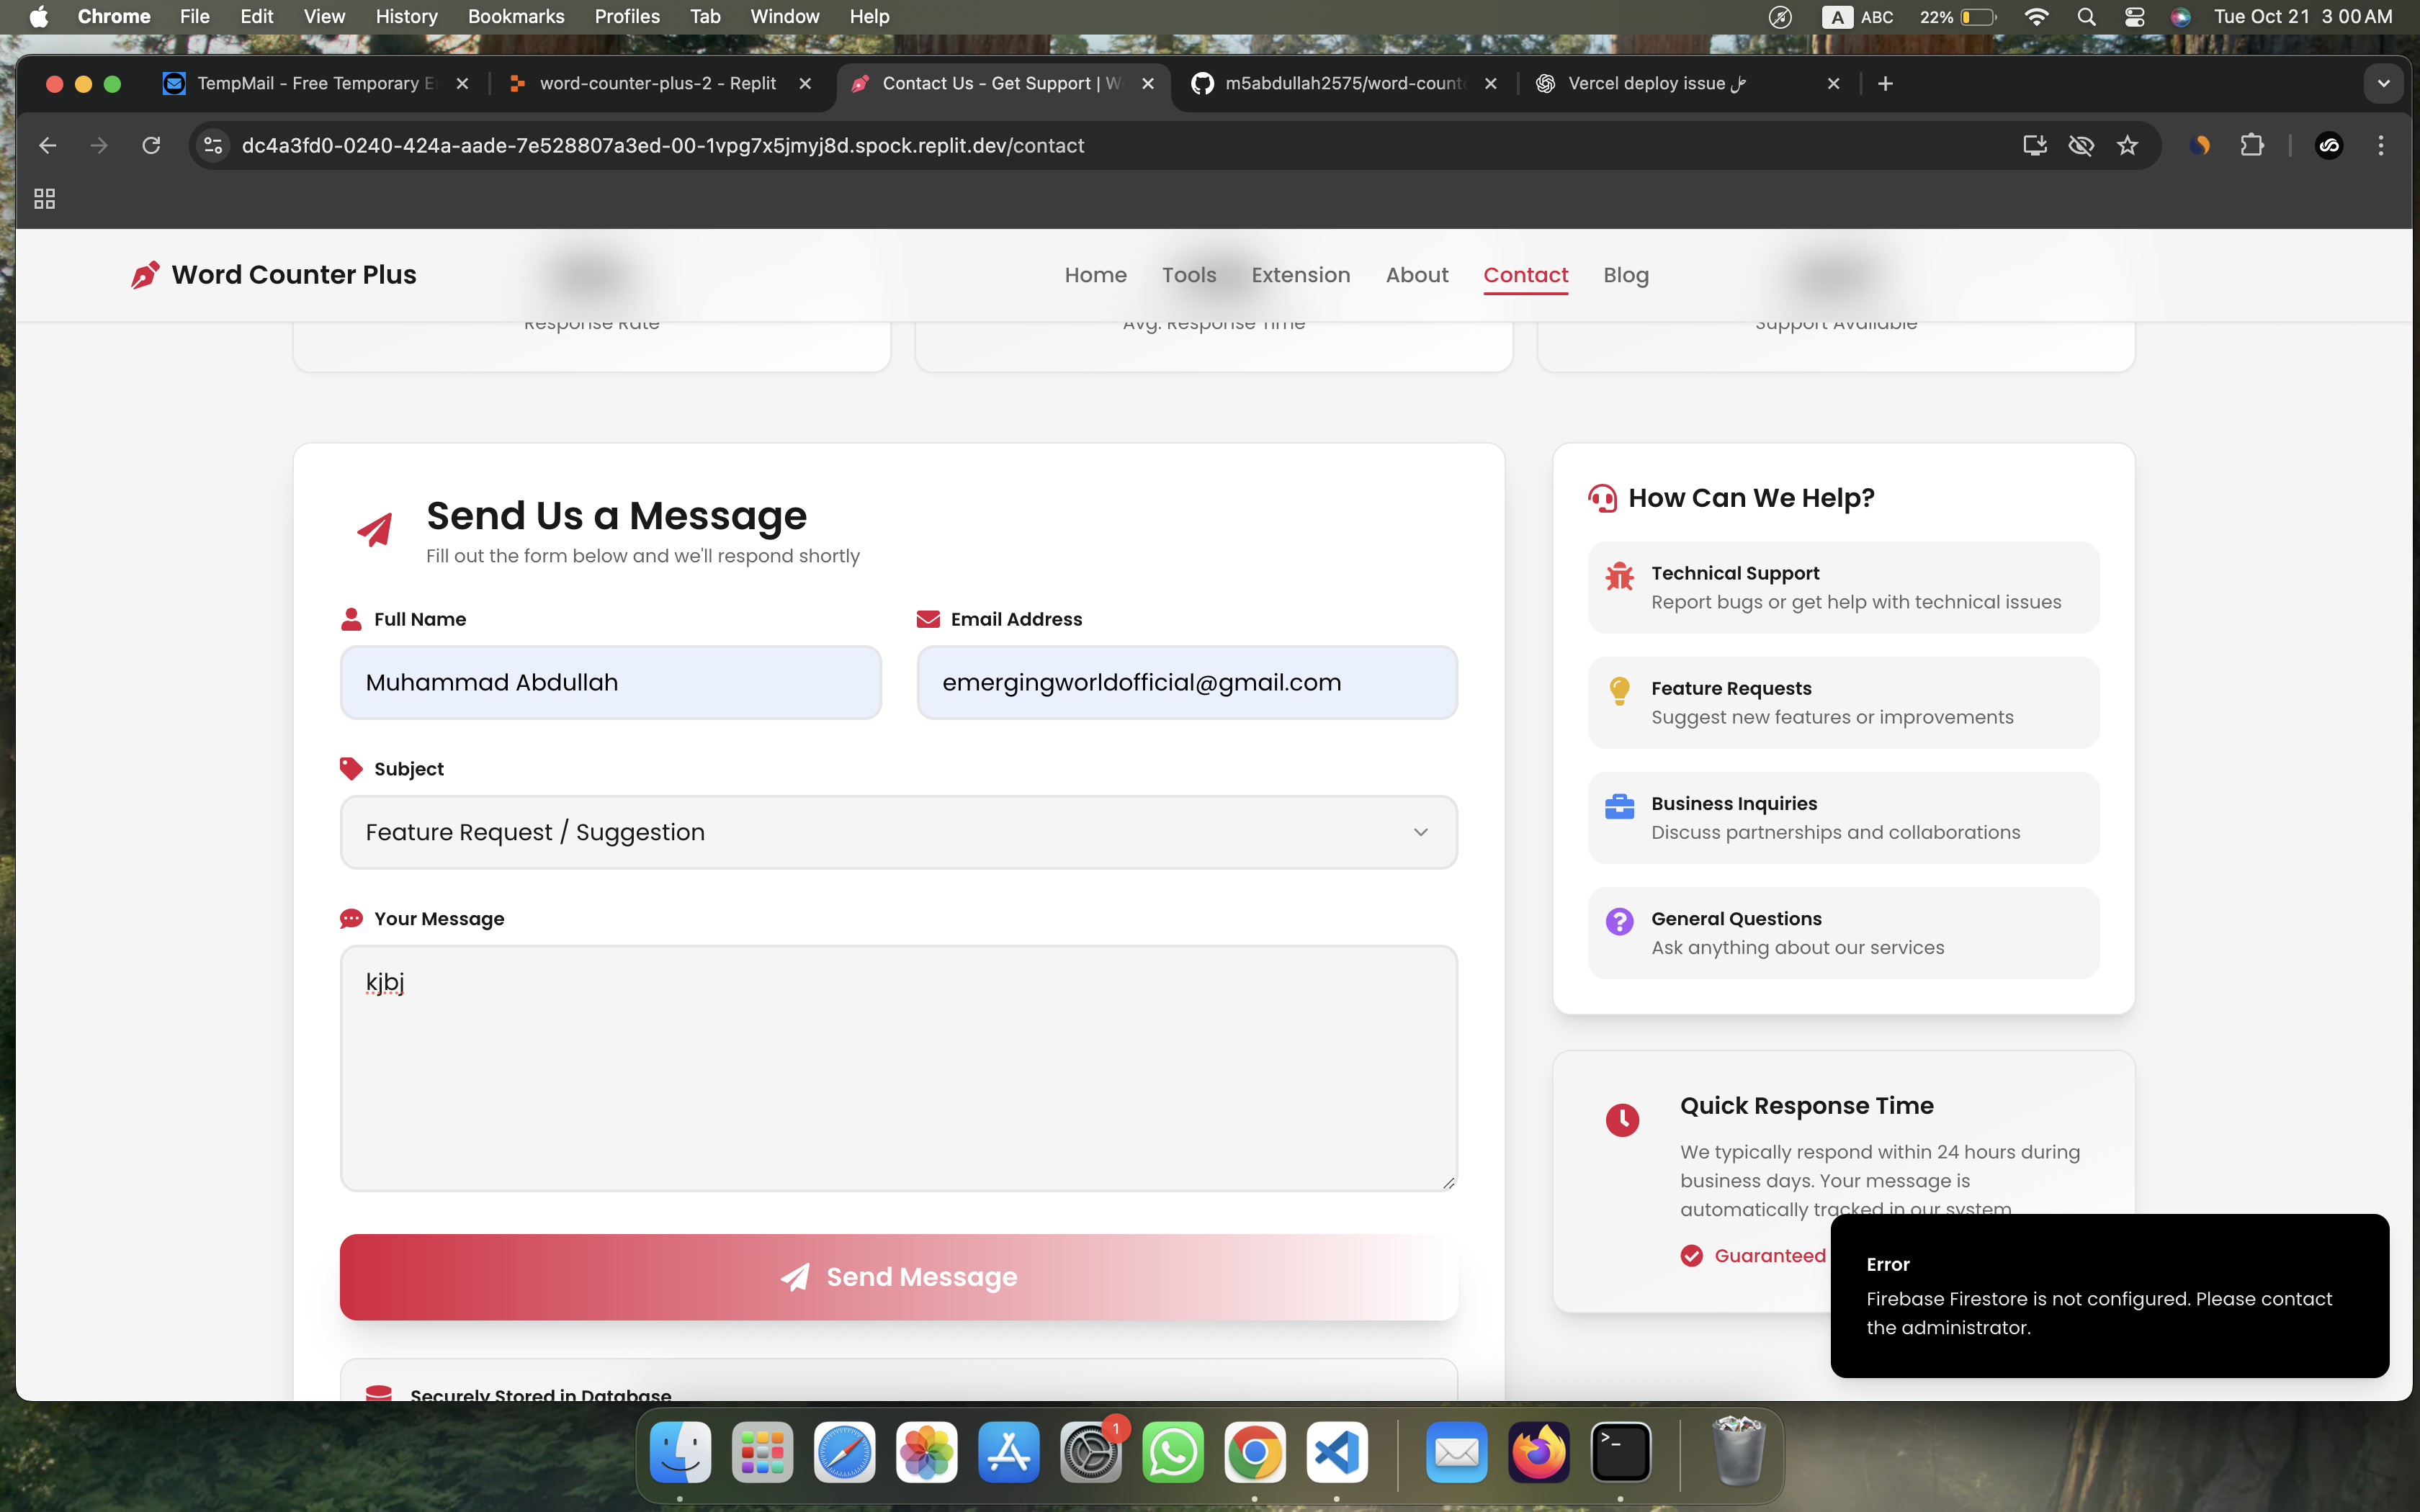 Chrome File Edit View History Bookmarks Profiles Tab Window Help
A ABC 22% Tue Oct 21 3 00 AM
TempMail - Free Temporary E
word-counter-plus-2 - Replit
Contact Us - Get Support | W
m5abdullah2575/word-count
Vercel deploy issue حل
dc4a3fd0-0240-424a-aade-7e528807a3ed-00-1vpg7x5jmyj8d.spock.replit.dev/contact
Word Counter Plus
Home Tools Extension About Contact Blog
Response Rate
Avg. Response Time
Support Available
Send Us a Message
Fill out the form below and we'll respond shortly
Full Name
Muhammad Abdullah
Email Address
emergingworldofficial@gmail.com
Subject
Feature Request / Suggestion
Your Message
kjbj
Send Message
Securely Stored in Database
How Can We Help?
Technical Support
Report bugs or get help with technical issues
Feature Requests
Suggest new features or improvements
Business Inquiries
Discuss partnerships and collaborations
General Questions
Ask anything about our services
Quick Response Time
We typically respond within 24 hours during
business days. Your message is
automatically tracked in our system
Guaranteed
Error
Firebase Firestore is not configured. Please contact
the administrator.
1